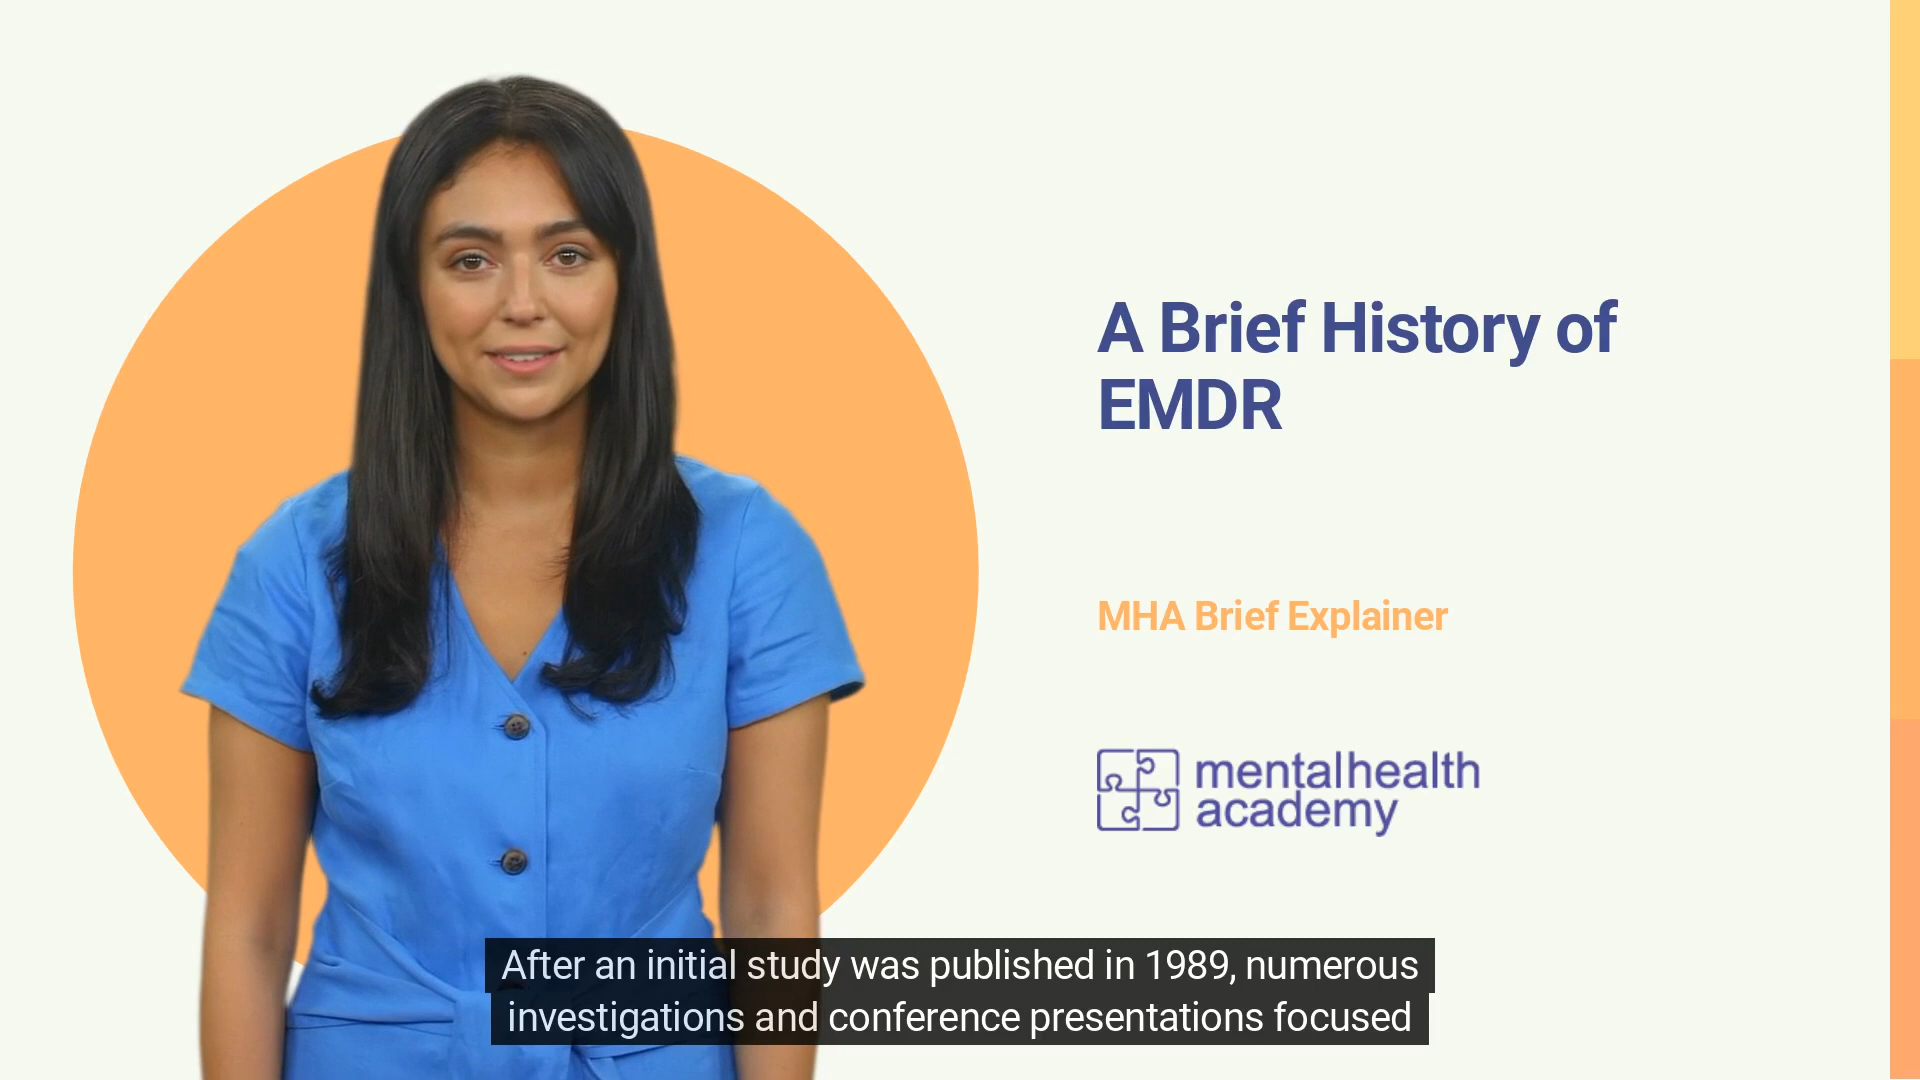 A Brief History of
EMDR
MHA Brief Explainer
mentalhealth
academy
After an initial study was published in 1989, numerous
investigations and conference presentations focused